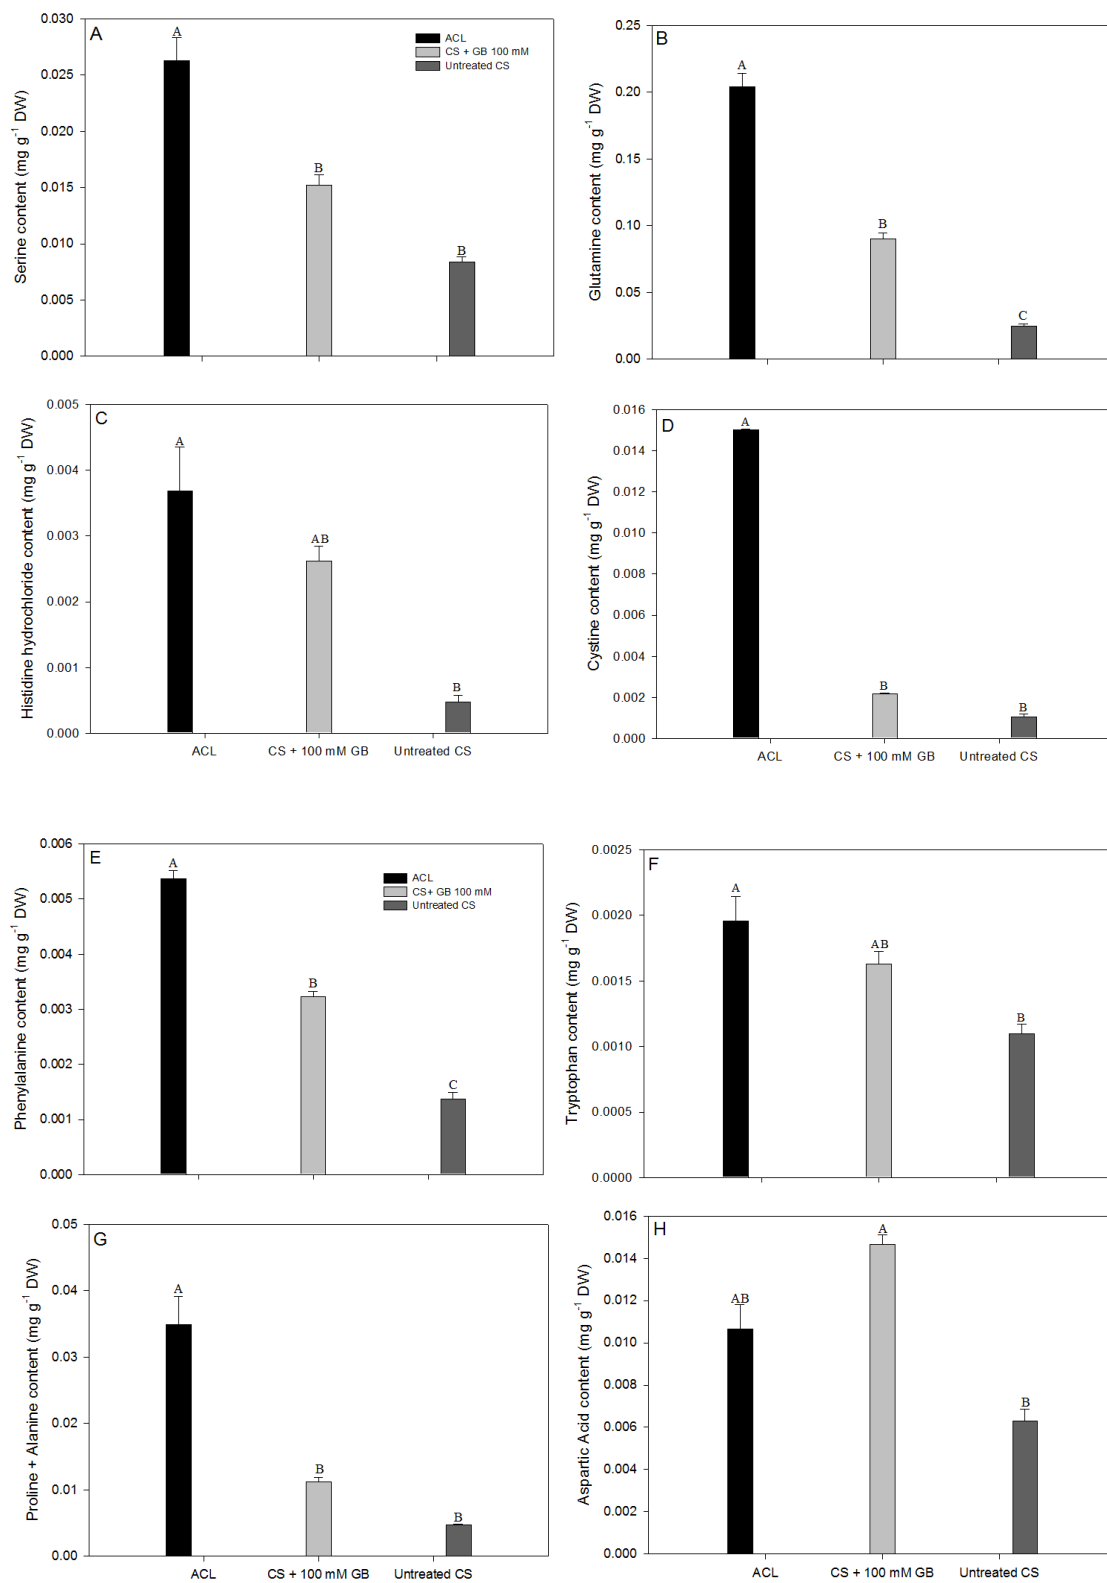 A
Serine content (mg g⁻¹ DW)
0.030
0.025
0.020
0.015
0.010
0.005
0.000
A
B
B
ACL
CS + GB 100 mM
Untreated CS
B
Glutamine content (mg g⁻¹ DW)
0.25
0.20
0.15
0.10
0.05
0.00
A
B
C
C
Histidine hydrochloride content (mg g⁻¹ DW)
0.005
0.004
0.003
0.002
0.001
0.000
A
AB
B
ACL
CS + 100 mM GB
Untreated CS
D
Cystine content (mg g⁻¹ DW)
0.016
0.014
0.012
0.010
0.008
0.006
0.004
0.002
0.000
A
B
B
ACL
CS + 100 mM GB
Untreated CS
E
Phenylalanine content (mg g⁻¹ DW)
0.006
0.005
0.004
0.003
0.002
0.001
0.000
A
B
C
ACL
CS+ GB 100 mM
Untreated CS
F
Tryptophan content (mg g⁻¹ DW)
0.0025
0.0020
0.0015
0.0010
0.0005
0.0000
A
AB
B
G
Proline + Alanine content (mg g⁻¹ DW)
0.05
0.04
0.03
0.02
0.01
0.00
A
B
B
ACL
CS + 100 mM GB
Untreated CS
H
Aspartic Acid content (mg g⁻¹ DW)
0.016
0.014
0.012
0.010
0.008
0.006
0.004
0.002
0.000
AB
A
B
ACL
CS + 100 mM GB
Untreated CS